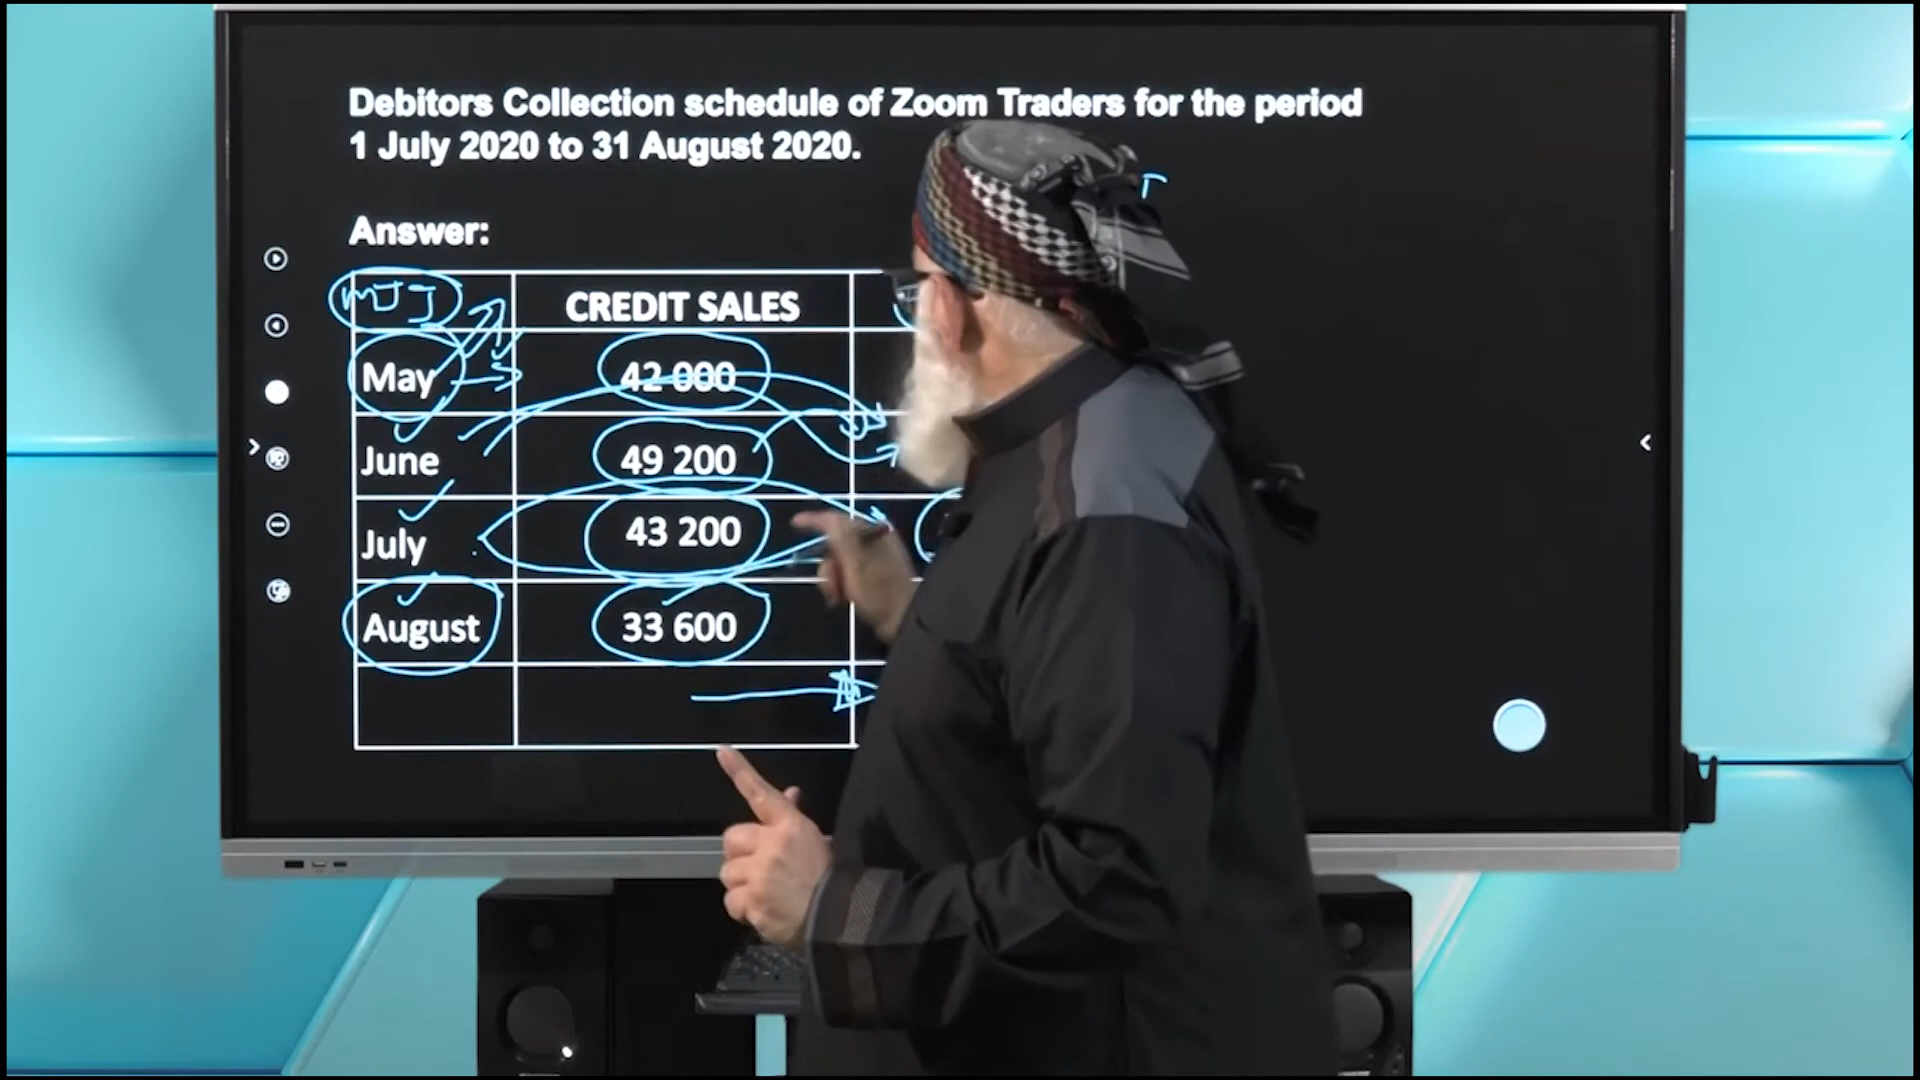 Debitors Collection schedule of Zoom Traders for the period
1 July 2020 to 31 August 2020.
Answer:
MJJ
CREDIT SALES
May 42 000
June 49 200
July 43 200
August 33 600